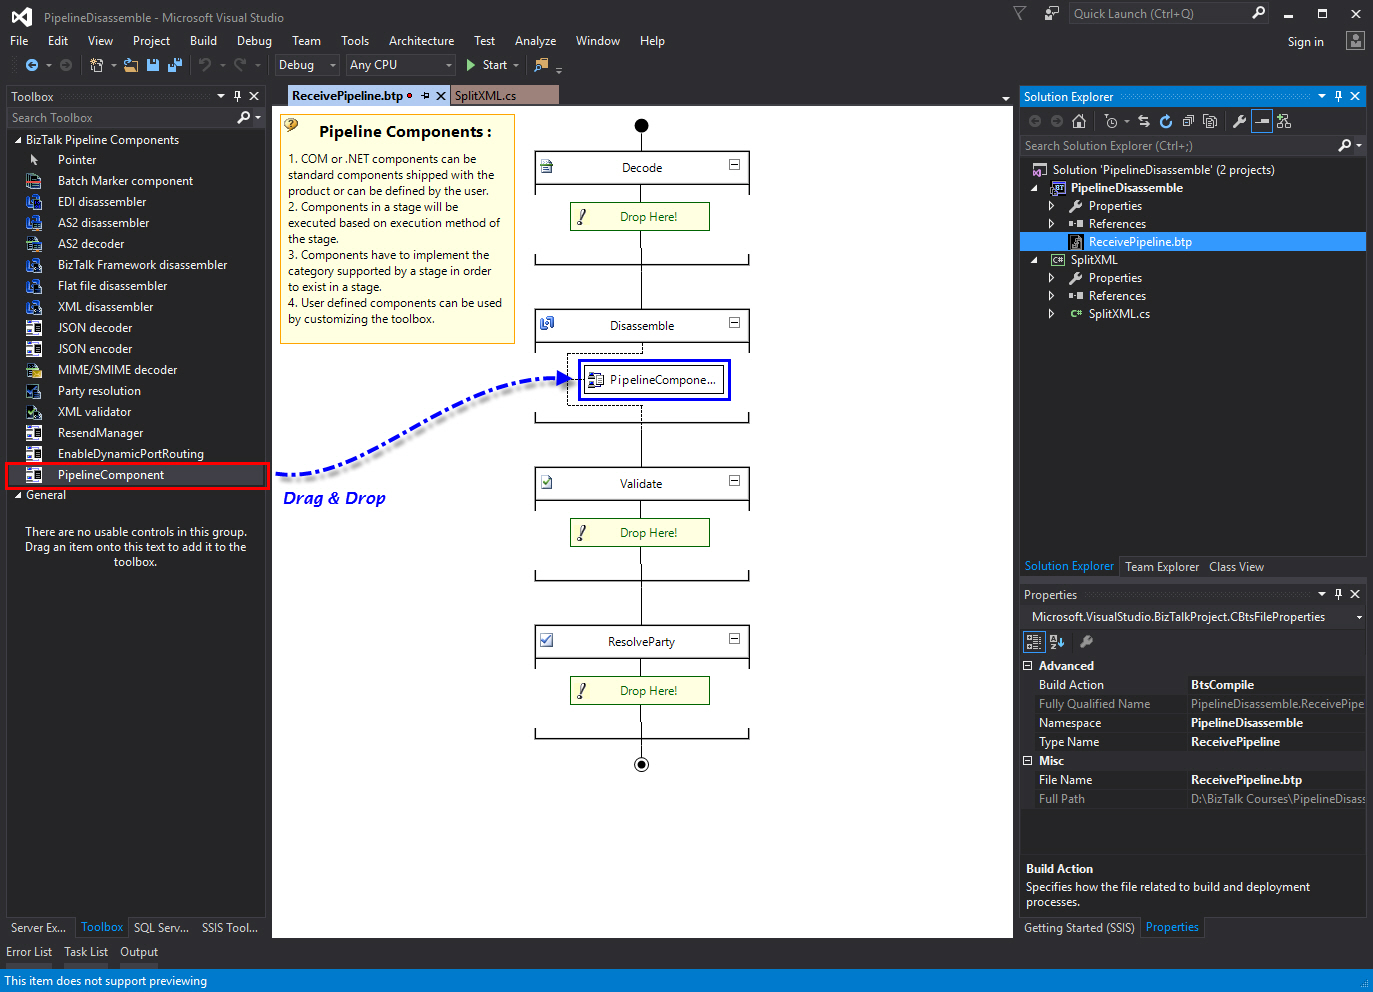 PipelineDisassemble - Microsoft Visual Studio
Quick Launch (Ctrl+Q)
File Edit View Project Build Debug Team Tools Architecture Test Analyze Window Help
Sign in
Debug Any CPU Start
Toolbox
Search Toolbox
BizTalk Pipeline Components
Pointer
Batch Marker component
EDI disassembler
AS2 disassembler
AS2 decoder
BizTalk Framework disassembler
Flat file disassembler
XML disassembler
JSON decoder
JSON encoder
MIME/SMIME decoder
Party resolution
XML validator
ResendManager
EnableDynamicPortRouting
PipelineComponent
General
There are no usable controls in this group.
Drag an item onto this text to add it to the
toolbox.
Server Ex... Toolbox SQL Serv... SSIS Tool...
ReceivePipeline.btp SplitXML.cs
Pipeline Components :
1. COM or .NET components can be
standard components shipped with the
product or can be defined by the user.
2. Components in a stage will be
executed based on execution method of
the stage.
3. Components have to implement the
category supported by a stage in order
to exist in a stage.
4. User defined components can be used
by customizing the toolbox.
Decode
Drop Here!
Disassemble
PipelineCompone...
Drag & Drop
Validate
Drop Here!
ResolveParty
Drop Here!
Solution Explorer
Search Solution Explorer (Ctrl+;)
Solution 'PipelineDisassemble' (2 projects)
PipelineDisassemble
Properties
References
ReceivePipeline.btp
SplitXML
Properties
References
SplitXML.cs
Solution Explorer Team Explorer Class View
Properties
Microsoft.VisualStudio.BizTalkProject.CBtsFileProperties
Advanced
Build Action BtsCompile
Fully Qualified Name PipelineDisassemble.ReceivePipe
Namespace PipelineDisassemble
Type Name ReceivePipeline
Misc
File Name ReceivePipeline.btp
Full Path D:\BizTalk Courses\PipelineDisass
Build Action
Specifies how the file related to build and deployment
processes.
Getting Started (SSIS) Properties
Error List Task List Output
This item does not support previewing